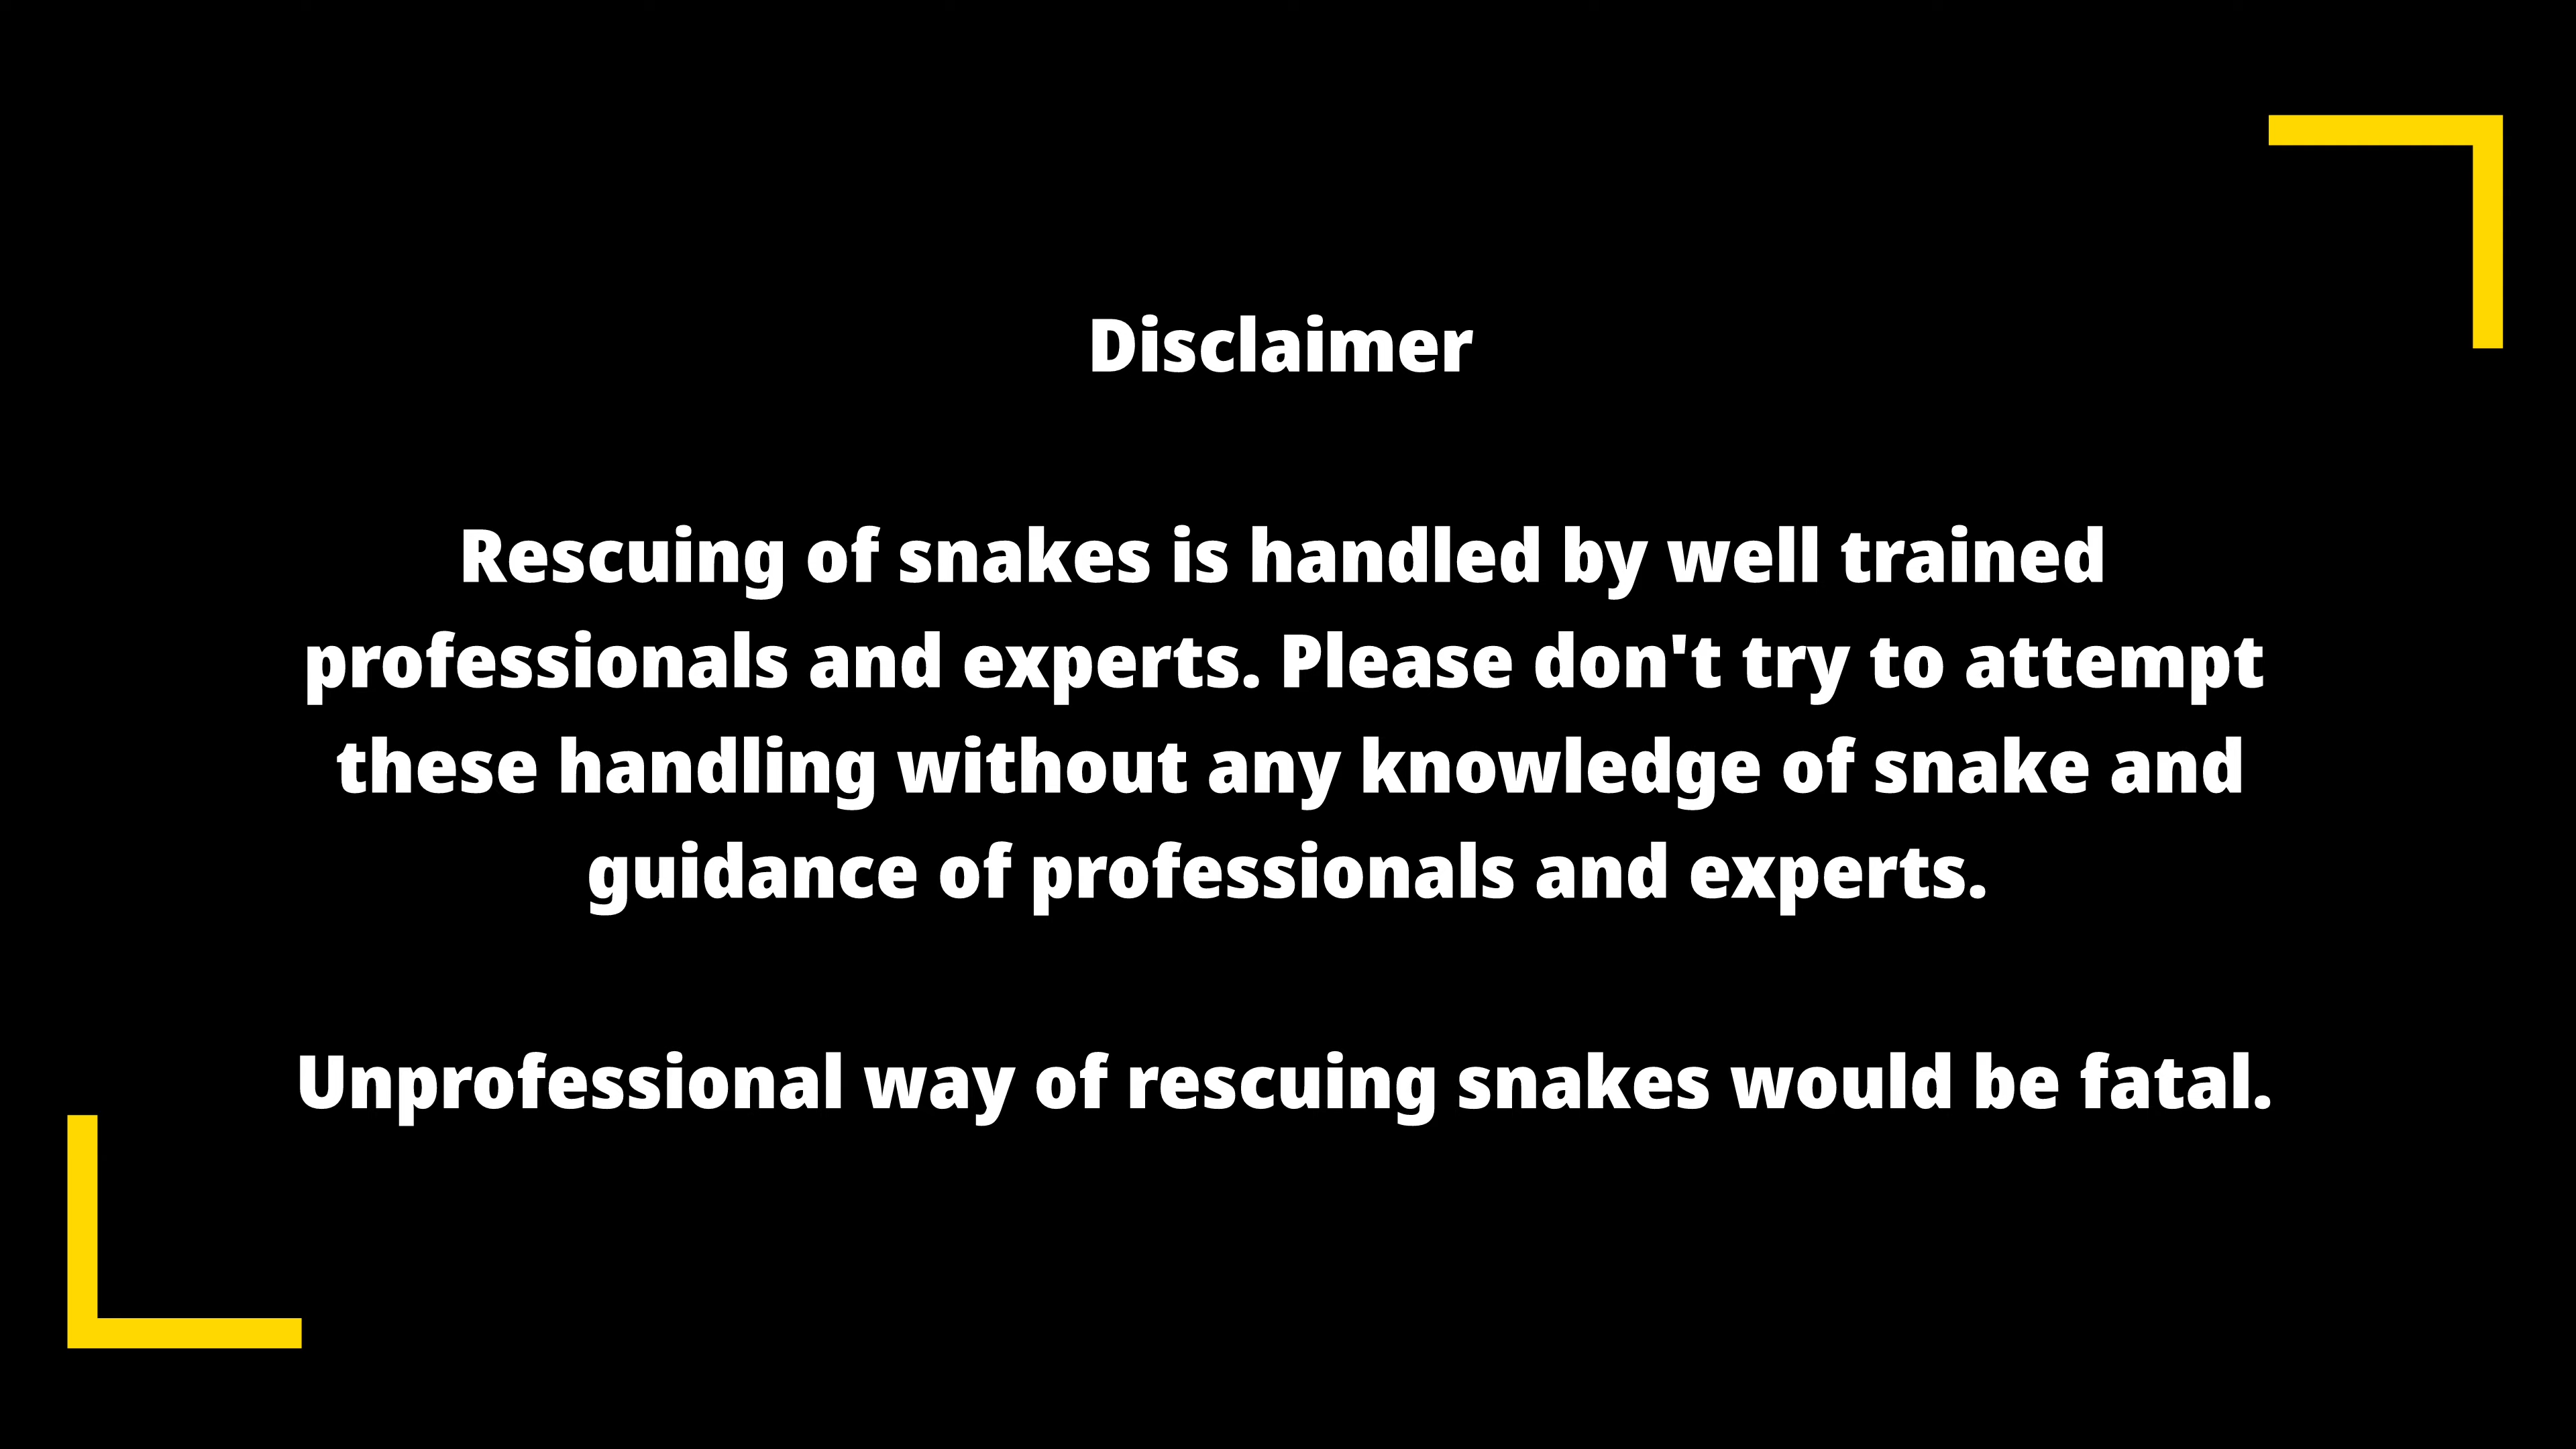 Disclaimer
Rescuing of snakes is handled by well trained
professionals and experts. Please don't try to attempt
these handling without any knowledge of snake and
guidance of professionals and experts.
Unprofessional way of rescuing snakes would be fatal.